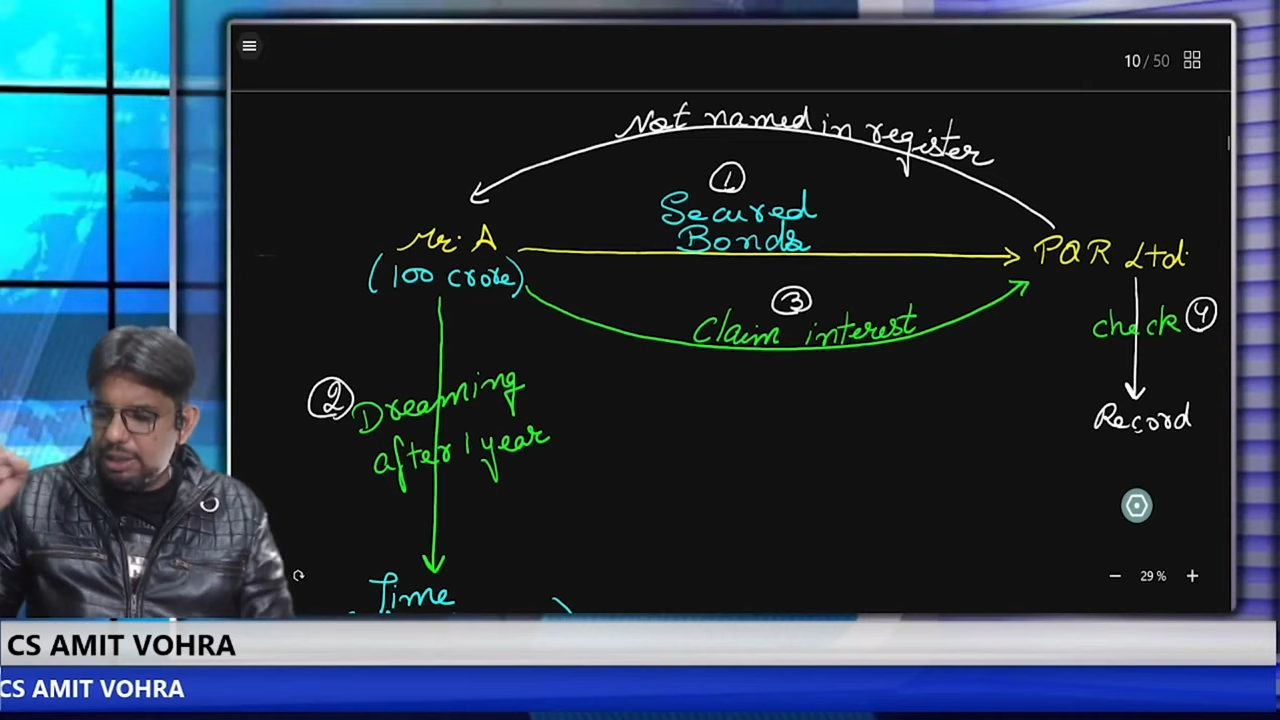 10 / 50
Not named in register
1
Secured
Bonds
Mr. A
(100 crore)
PQR Ltd.
3
Claim interest
check 4
Record
2
Dreaming
after 1 year
Time
29 %
CS AMIT VOHRA
CS AMIT VOHRA